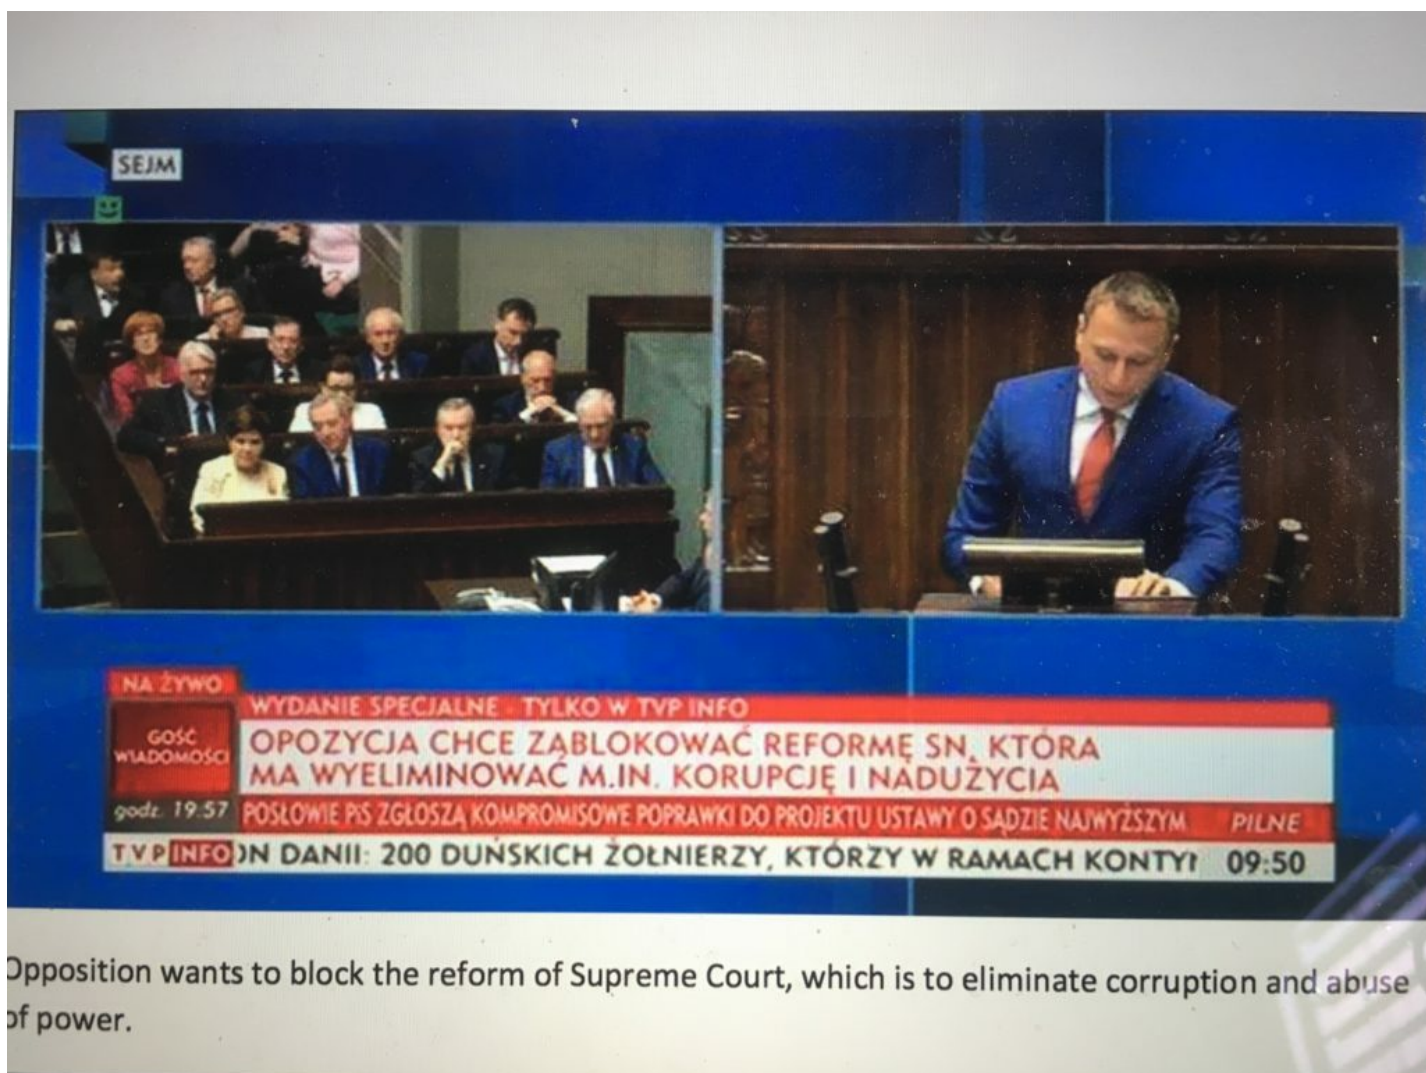 SEJM
NA ŻYWO
WYDANIE SPECJALNE - TYLKO W TVP INFO
GOŚĆ
WIADOMOŚCI
OPOZYCJA CHCE ZABLOKOWAĆ REFORMĘ SN, KTÓRA
MA WYELIMINOWAĆ M.IN. KORUPCJĘ I NADUŻYCIA
godz. 19:57 POSŁOWIE PiS ZGŁOSZĄ KOMPROMISOWE POPRAWKI DO PROJEKTU USTAWY O SĄDZIE NAJWYŻSZYM PILNE
TVP INFO ON DANII: 200 DUŃSKICH ŻOŁNIERZY, KTÓRZY W RAMACH KONTYN 09:50
Opposition wants to block the reform of Supreme Court, which is to eliminate corruption and abuse
of power.